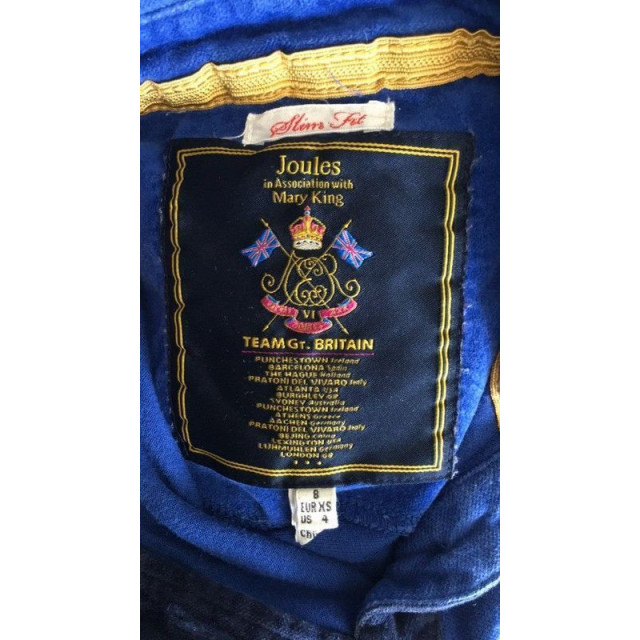 Slim Fit
Joules
in Association with
Mary King
VI
TEAM GT. BRITAIN
PUNCHESTOWN Ireland
BARCELONA Spain
THE HAGUE Holland
PRATONI DEL VIVARO Italy
ATLANTA USA
BURGHLEY GB
SYDNEY Australia
PUNCHESTOWN Ireland
ATHENS Greece
AACHEN Germany
PRATONI DEL VIVARO Italy
BEIJING China
LEXINGTON USA
LUHMUHLEN Germany
LONDON GB
8
EUR XS
US 4